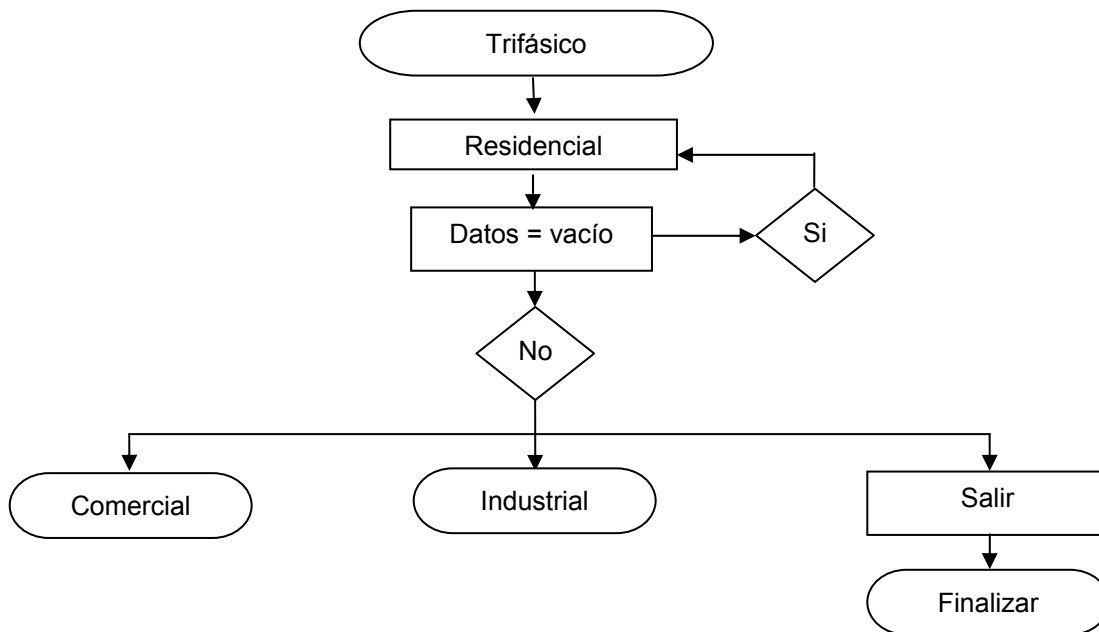 Trifásico
Residencial
Datos = vacío
Si
No
Comercial
Industrial
Salir
Finalizar